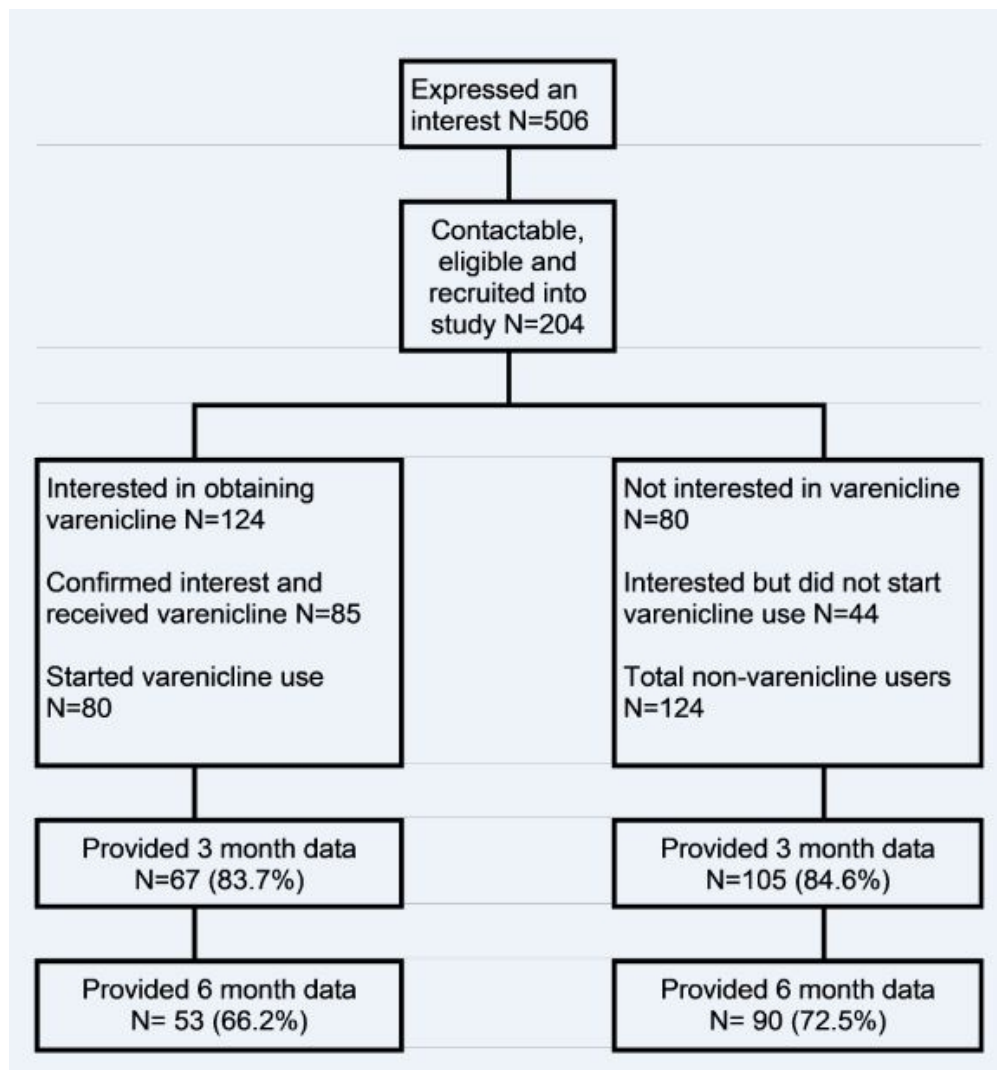 Expressed an
interest N=506
Contactable,
eligible and
recruited into
study N=204
Interested in obtaining
varenicline N=124
Confirmed interest and
received varenicline N=85
Started varenicline use
N=80
Not interested in varenicline
N=80
Interested but did not start
varenicline use N=44
Total non-varenicline users
N=124
Provided 3 month data
N=67 (83.7%)
Provided 3 month data
N=105 (84.6%)
Provided 6 month data
N= 53 (66.2%)
Provided 6 month data
N= 90 (72.5%)